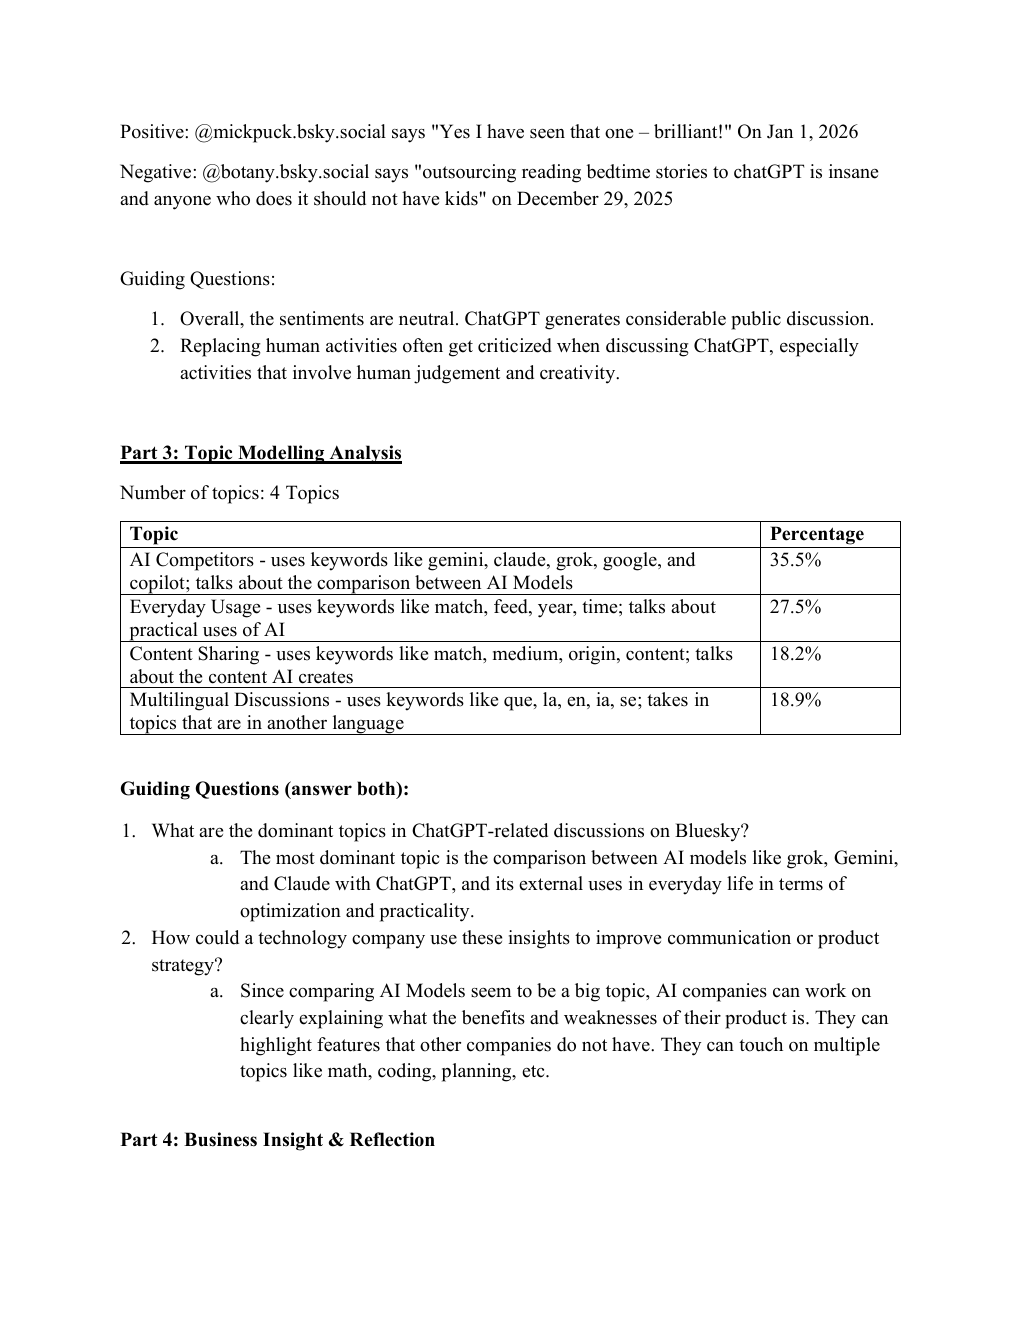 Positive: @mickpuck.bsky.social says "Yes I have seen that one – brilliant!" On Jan 1, 2026
Negative: @botany.bsky.social says "outsourcing reading bedtime stories to chatGPT is insane
and anyone who does it should not have kids" on December 29, 2025
Guiding Questions:
1. Overall, the sentiments are neutral. ChatGPT generates considerable public discussion.
2. Replacing human activities often get criticized when discussing ChatGPT, especially
activities that involve human judgement and creativity.
Part 3: Topic Modelling Analysis
Number of topics: 4 Topics
Topic Percentage
AI Competitors - uses keywords like gemini, claude, grok, google, and 35.5%
copilot; talks about the comparison between AI Models
Everyday Usage - uses keywords like match, feed, year, time; talks about 27.5%
practical uses of AI
Content Sharing - uses keywords like match, medium, origin, content; talks 18.2%
about the content AI creates
Multilingual Discussions - uses keywords like que, la, en, ia, se; takes in 18.9%
topics that are in another language
Guiding Questions (answer both):
1. What are the dominant topics in ChatGPT-related discussions on Bluesky?
a. The most dominant topic is the comparison between AI models like grok, Gemini,
and Claude with ChatGPT, and its external uses in everyday life in terms of
optimization and practicality.
2. How could a technology company use these insights to improve communication or product
strategy?
a. Since comparing AI Models seem to be a big topic, AI companies can work on
clearly explaining what the benefits and weaknesses of their product is. They can
highlight features that other companies do not have. They can touch on multiple
topics like math, coding, planning, etc.
Part 4: Business Insight & Reflection